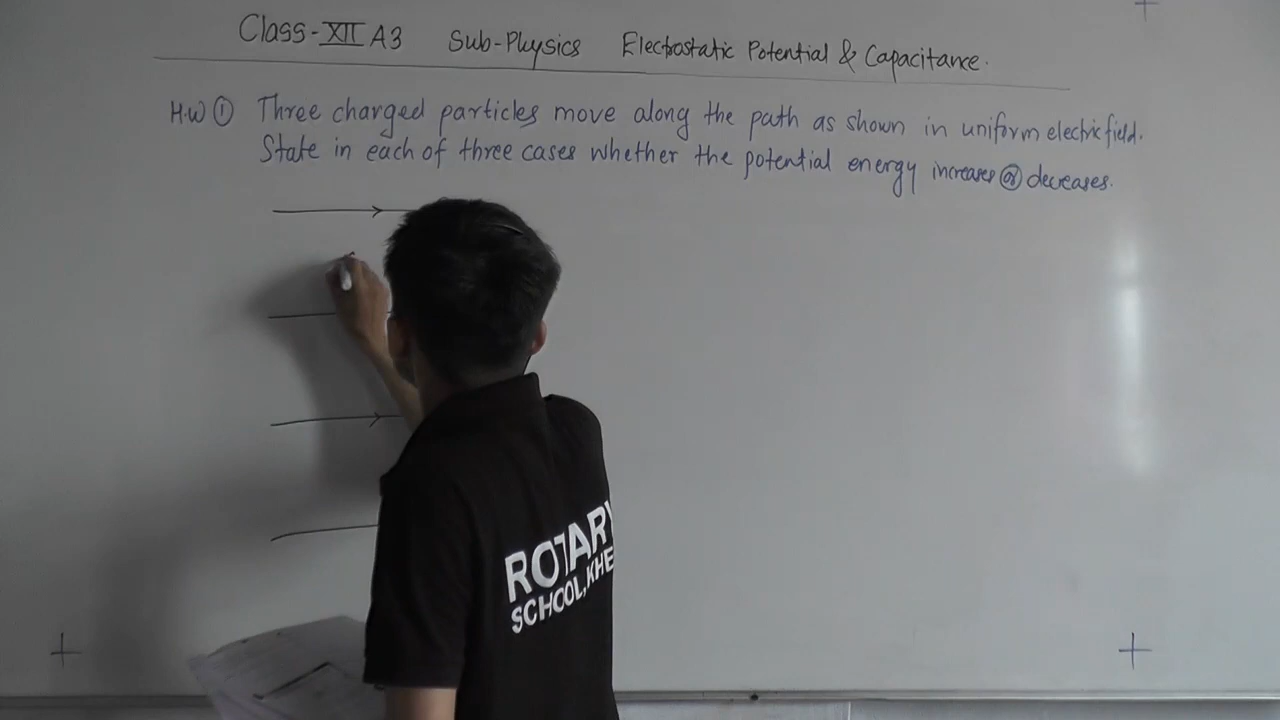 Class-XII A3 Sub-Physics Electrostatic Potential & Capacitance.
H.W ① Three charged particles move along the path as shown in uniform electric field.
State in each of three cases whether the potential energy increases or decreases.
ROTARY
SCHOOL, KHE